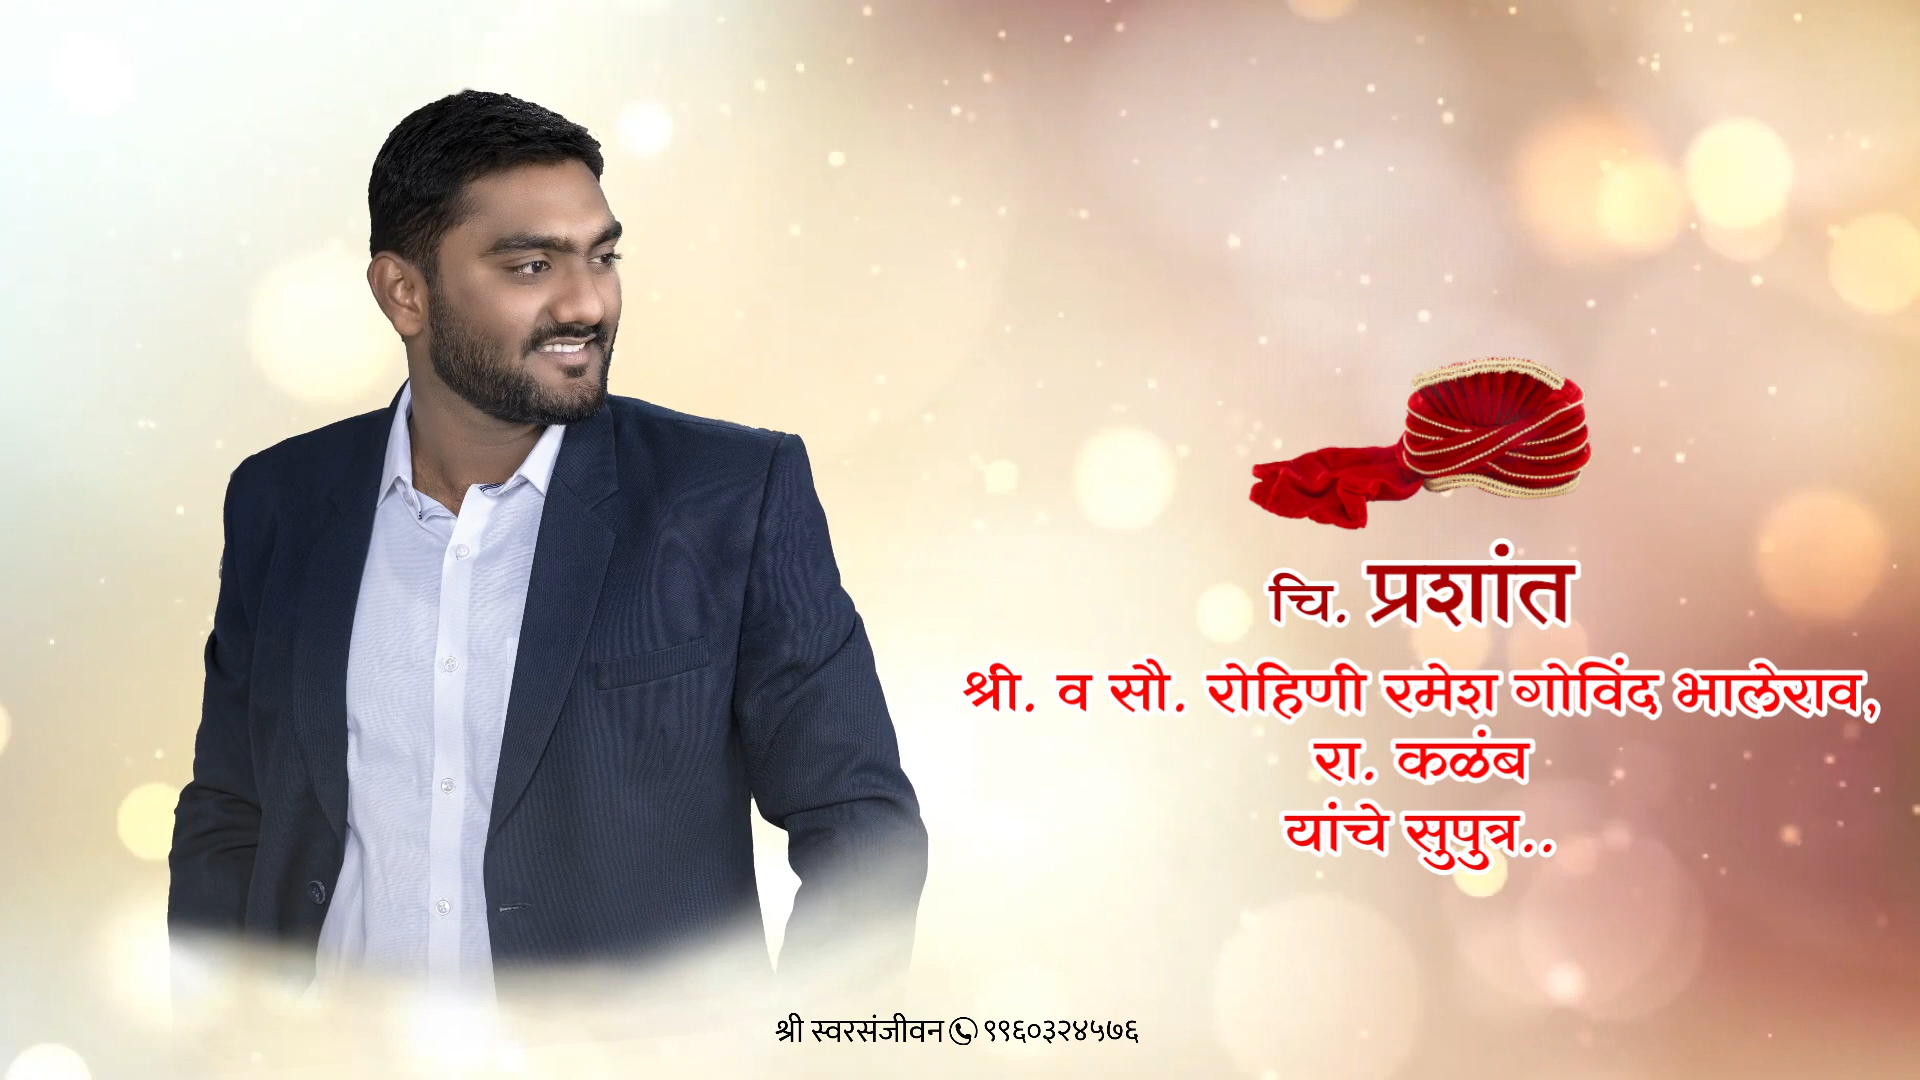 चि. प्रशांत
श्री. व सौ. रोहिणी रमेश गोविंद भालेराव,
रा. कळंब
यांचे सुपुत्र..
श्री स्वरसंजीवन ९९६०३२४५७६